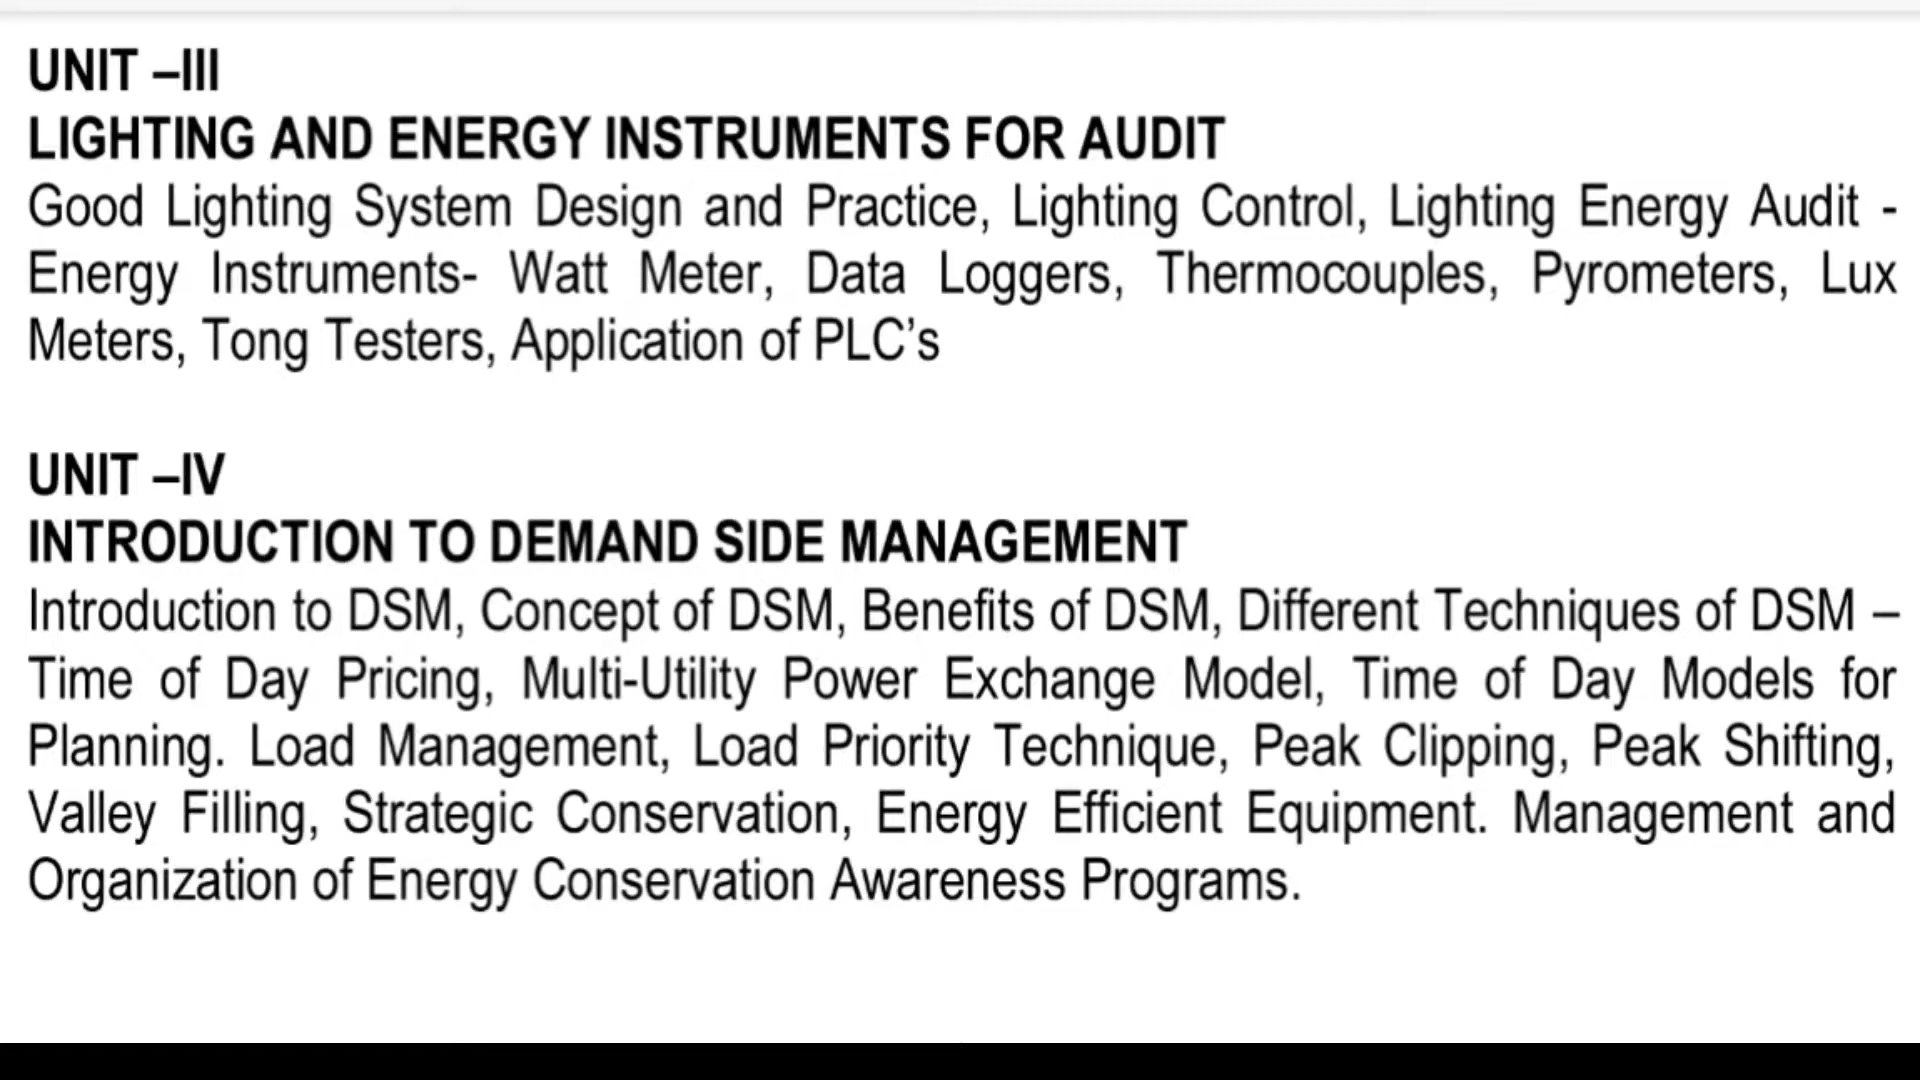 UNIT –III
LIGHTING AND ENERGY INSTRUMENTS FOR AUDIT
Good Lighting System Design and Practice, Lighting Control, Lighting Energy Audit -
Energy Instruments- Watt Meter, Data Loggers, Thermocouples, Pyrometers, Lux
Meters, Tong Testers, Application of PLC’s
UNIT –IV
INTRODUCTION TO DEMAND SIDE MANAGEMENT
Introduction to DSM, Concept of DSM, Benefits of DSM, Different Techniques of DSM –
Time of Day Pricing, Multi-Utility Power Exchange Model, Time of Day Models for
Planning. Load Management, Load Priority Technique, Peak Clipping, Peak Shifting,
Valley Filling, Strategic Conservation, Energy Efficient Equipment. Management and
Organization of Energy Conservation Awareness Programs.